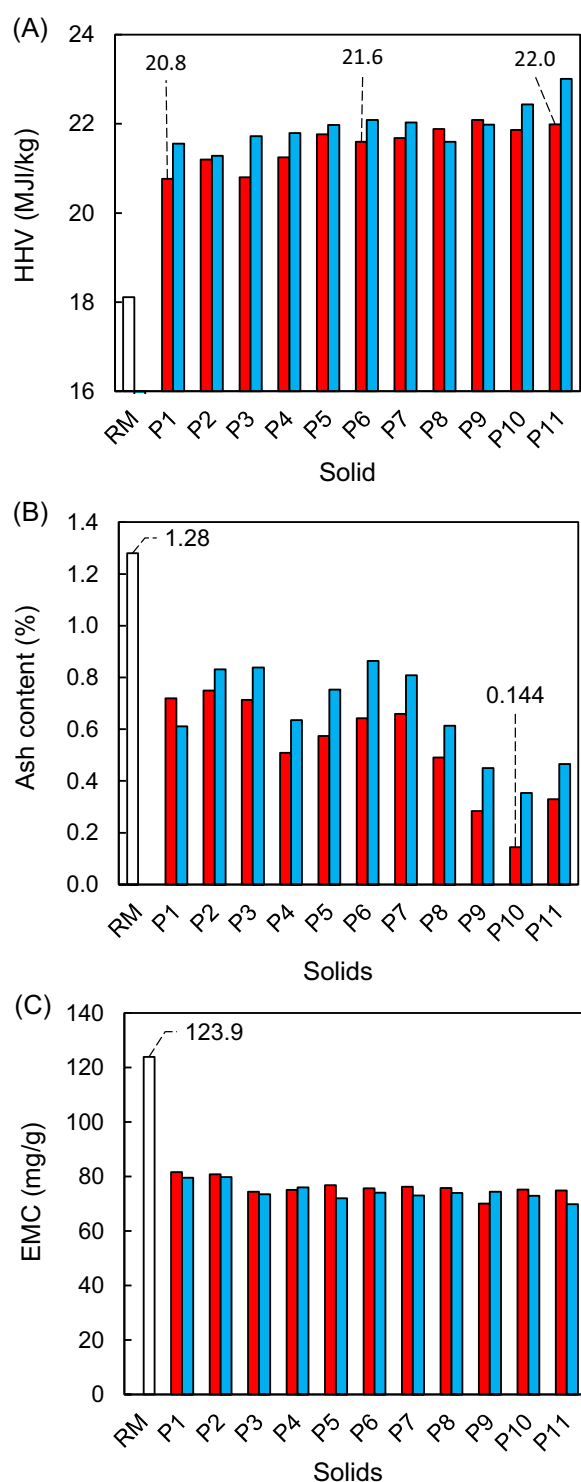 (A)
24
22
20
18
16
HHV (MJl/kg)
20.8
21.6
22.0
RM
P1
P2
P3
P4
P5
P6
P7
P8
P9
P10
P11
Solid
(B)
1.4
1.2
1.0
0.8
0.6
0.4
0.2
0.0
Ash content (%)
1.28
0.144
RM
P1
P2
P3
P4
P5
P6
P7
P8
P9
P10
P11
Solids
(C)
140
120
100
80
60
40
20
0
EMC (mg/g)
123.9
RM
P1
P2
P3
P4
P5
P6
P7
P8
P9
P10
P11
Solids